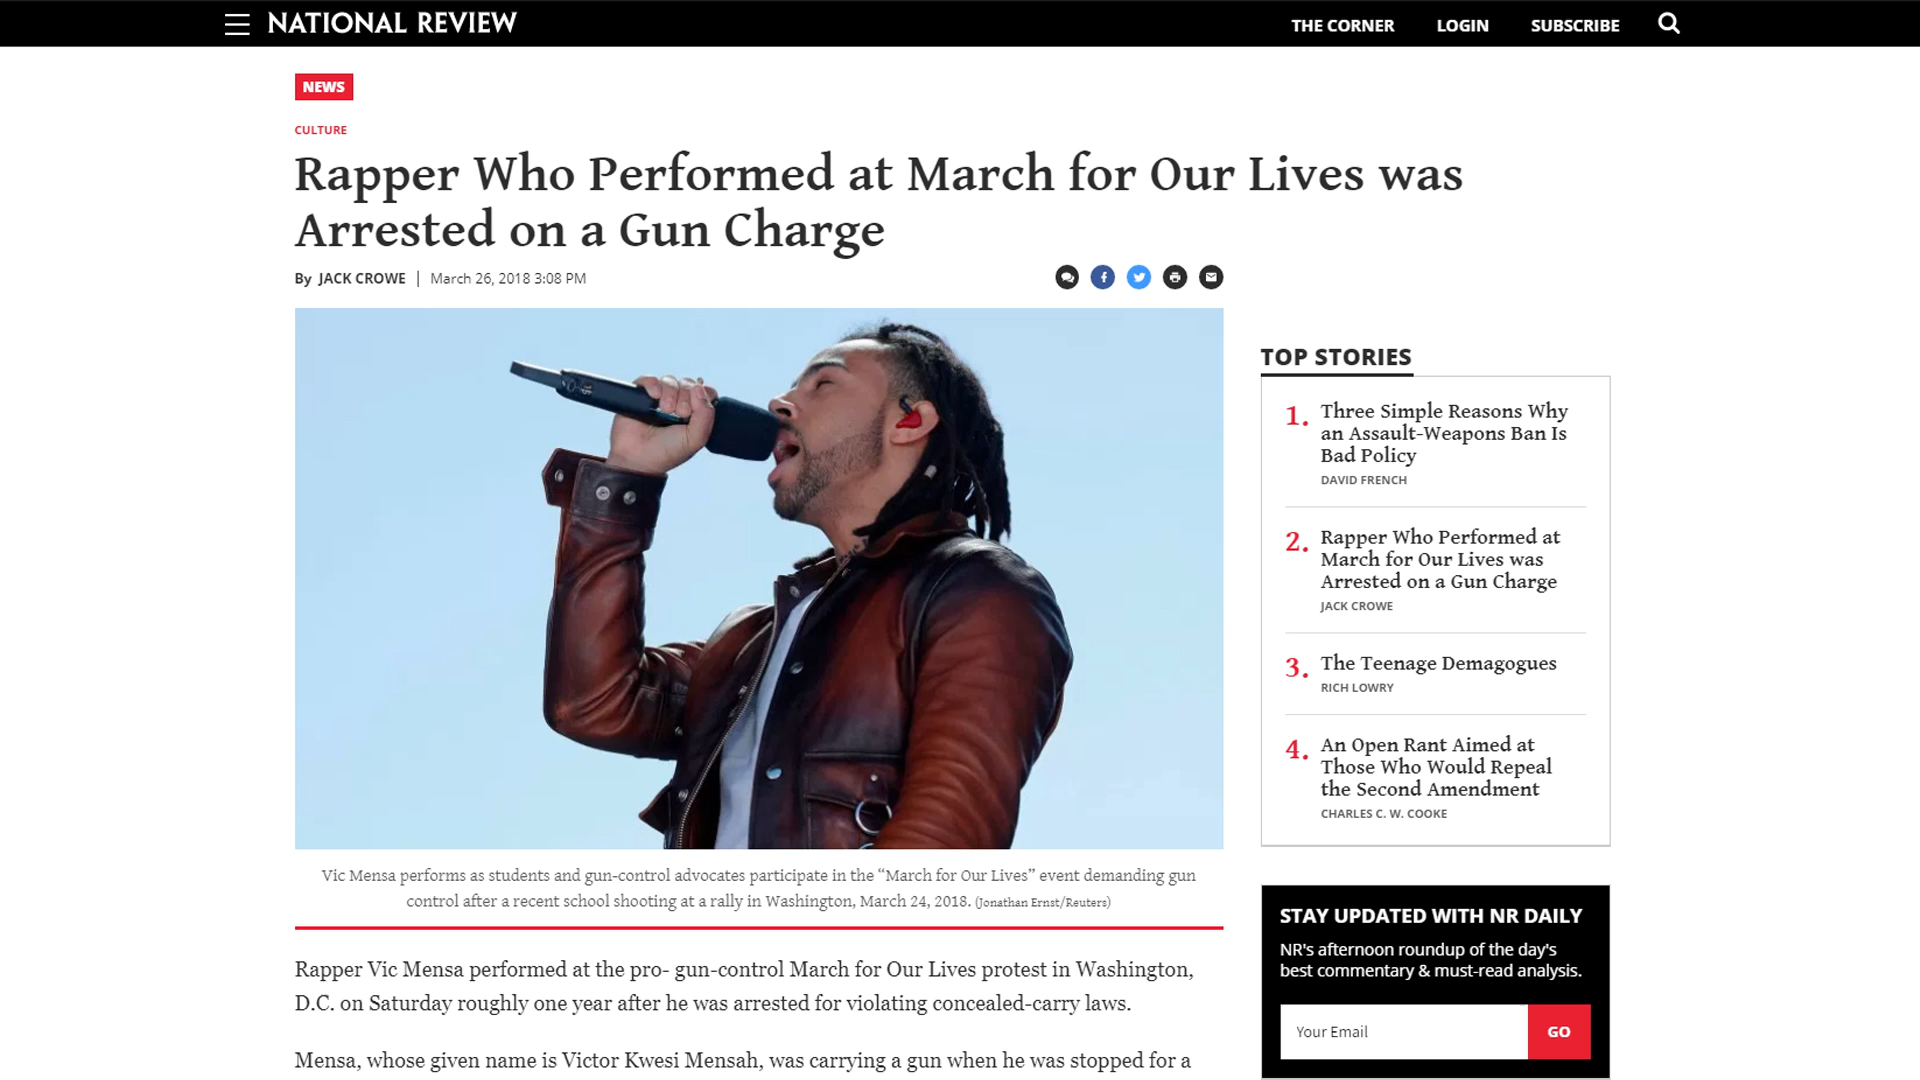 NATIONAL REVIEW
THE CORNER
LOGIN
SUBSCRIBE
NEWS
CULTURE
Rapper Who Performed at March for Our Lives was
Arrested on a Gun Charge
By JACK CROWE | March 26, 2018 3:08 PM
Vic Mensa performs as students and gun-control advocates participate in the “March for Our Lives” event demanding gun
control after a recent school shooting at a rally in Washington, March 24, 2018. (Jonathan Ernst/Reuters)
Rapper Vic Mensa performed at the pro- gun-control March for Our Lives protest in Washington,
D.C. on Saturday roughly one year after he was arrested for violating concealed-carry laws.
Mensa, whose given name is Victor Kwesi Mensah, was carrying a gun when he was stopped for a
TOP STORIES
1. Three Simple Reasons Why
an Assault-Weapons Ban Is
Bad Policy
DAVID FRENCH
2. Rapper Who Performed at
March for Our Lives was
Arrested on a Gun Charge
JACK CROWE
3. The Teenage Demagogues
RICH LOWRY
4. An Open Rant Aimed at
Those Who Would Repeal
the Second Amendment
CHARLES C. W. COOKE
STAY UPDATED WITH NR DAILY
NR's afternoon roundup of the day's
best commentary & must-read analysis.
Your Email
GO